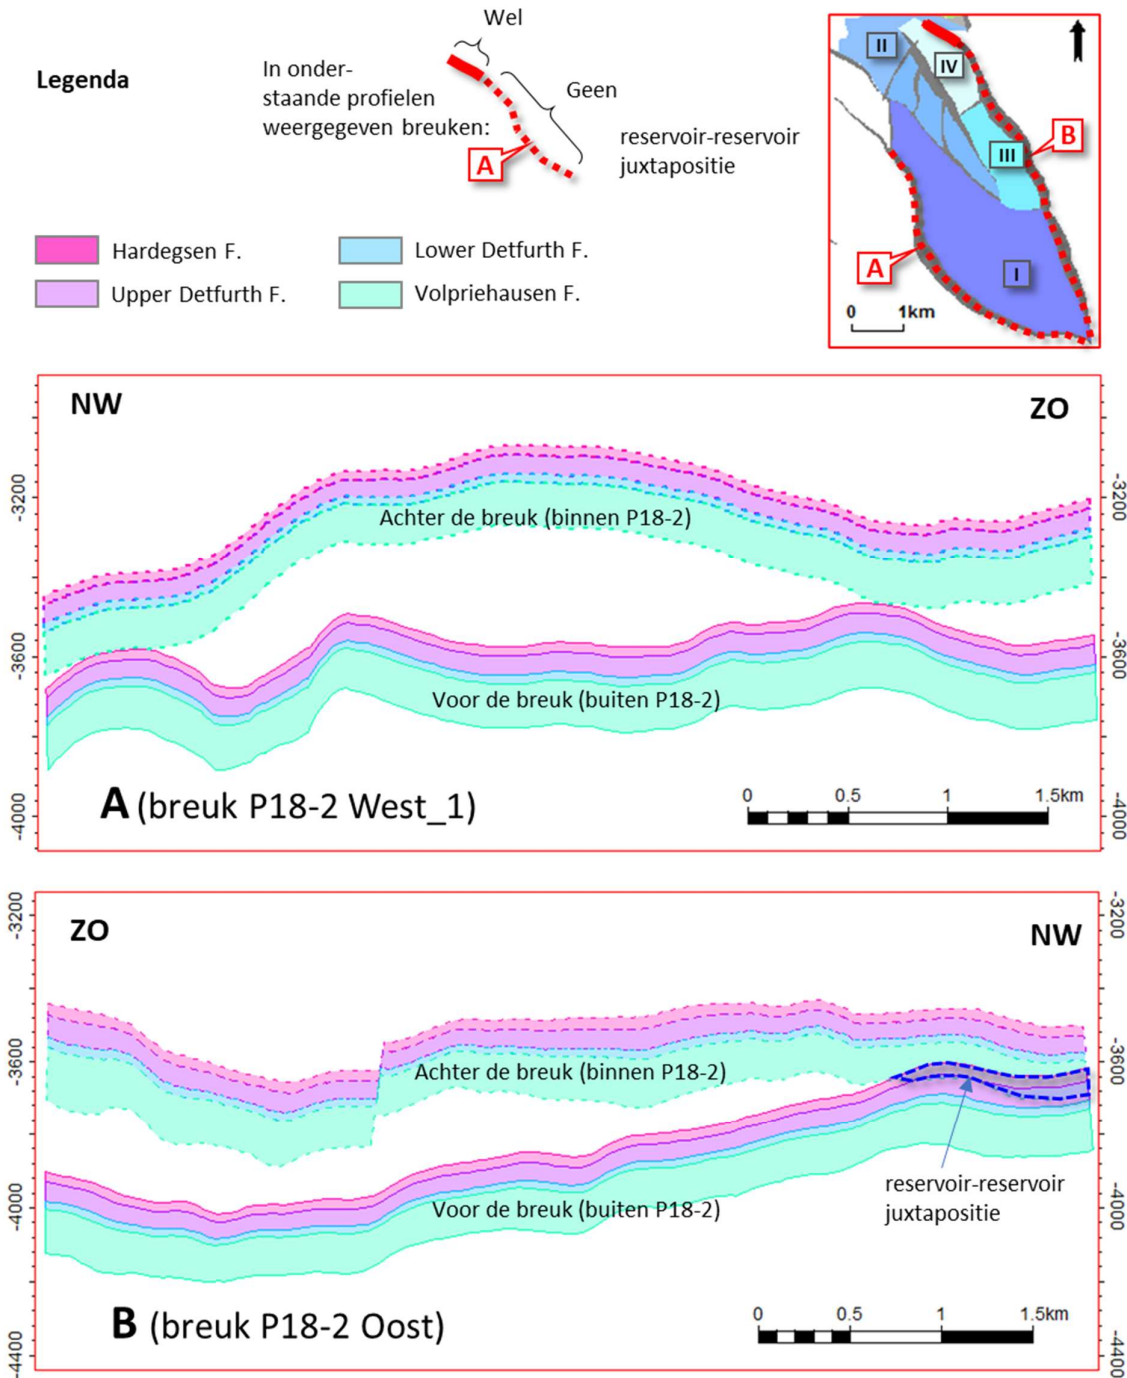 Legenda
In onder-
staande profielen
weergegeven breuken:
Wel
Geen
A
reservoir-reservoir
juxtapositie
Hardegsen F.
Upper Detfurth F.
Lower Detfurth F.
Volpriehausen F.
II
IV
III
B
A
I
0 1km
NW
ZO
-3200
-3600
-4000
-3200
-3600
-4000
Achter de breuk (binnen P18-2)
Voor de breuk (buiten P18-2)
A (breuk P18-2 West_1)
0 0.5 1 1.5km
ZO
NW
-3200
-3600
-4000
-4400
-3200
-3600
-4000
-4400
Achter de breuk (binnen P18-2)
Voor de breuk (buiten P18-2)
reservoir-reservoir
juxtapositie
B (breuk P18-2 Oost)
0 0.5 1 1.5km